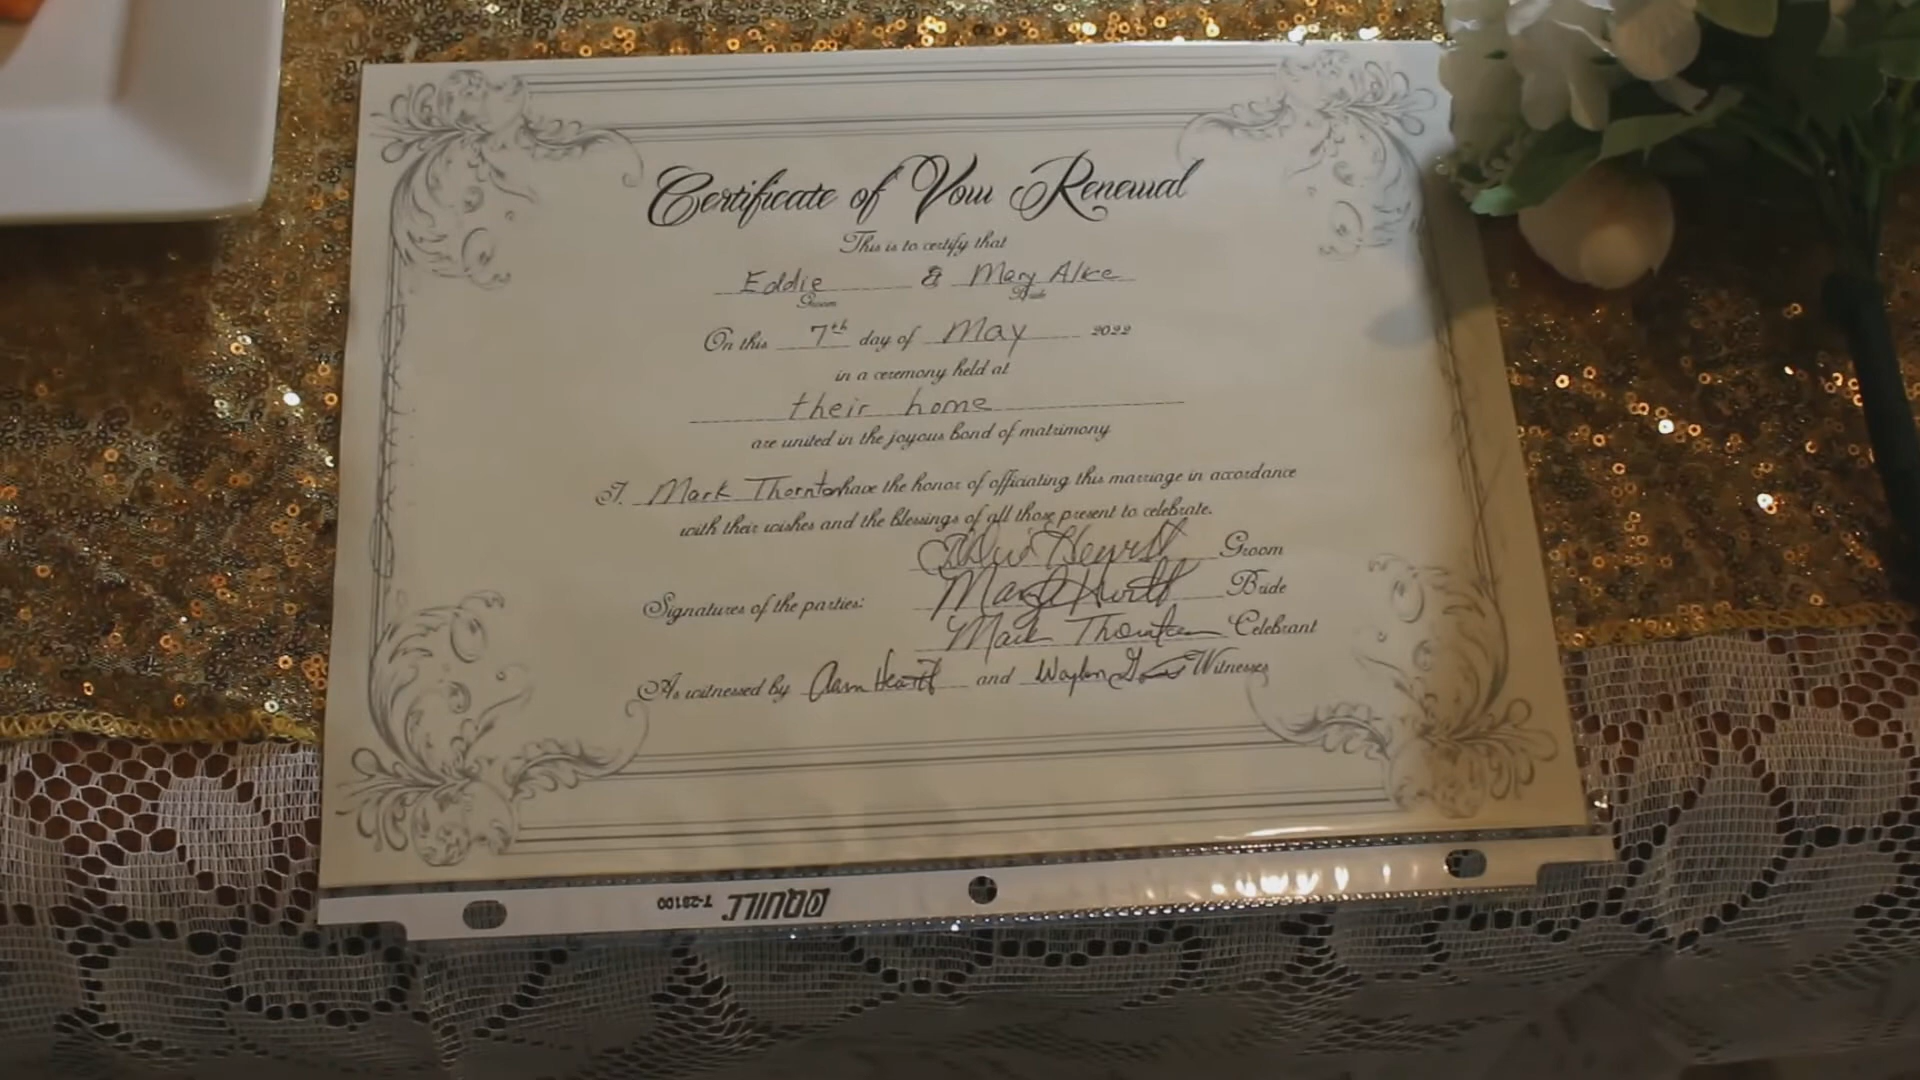 Certificate of Vow Renewal
This is to certify that
Eddie & Mary Alice
Groom Bride
On this 7th day of May 2022
in a ceremony held at
their home
are united in the joyous bond of matrimony
I, Mark Thornton have the honor of officiating this marriage in accordance
with their wishes and the blessings of all those present to celebrate.
Groom
Signatures of the parties: Bride
Mark Thornton Celebrant
As witnessed by and Waylon Witnesses
QUILL T-28100